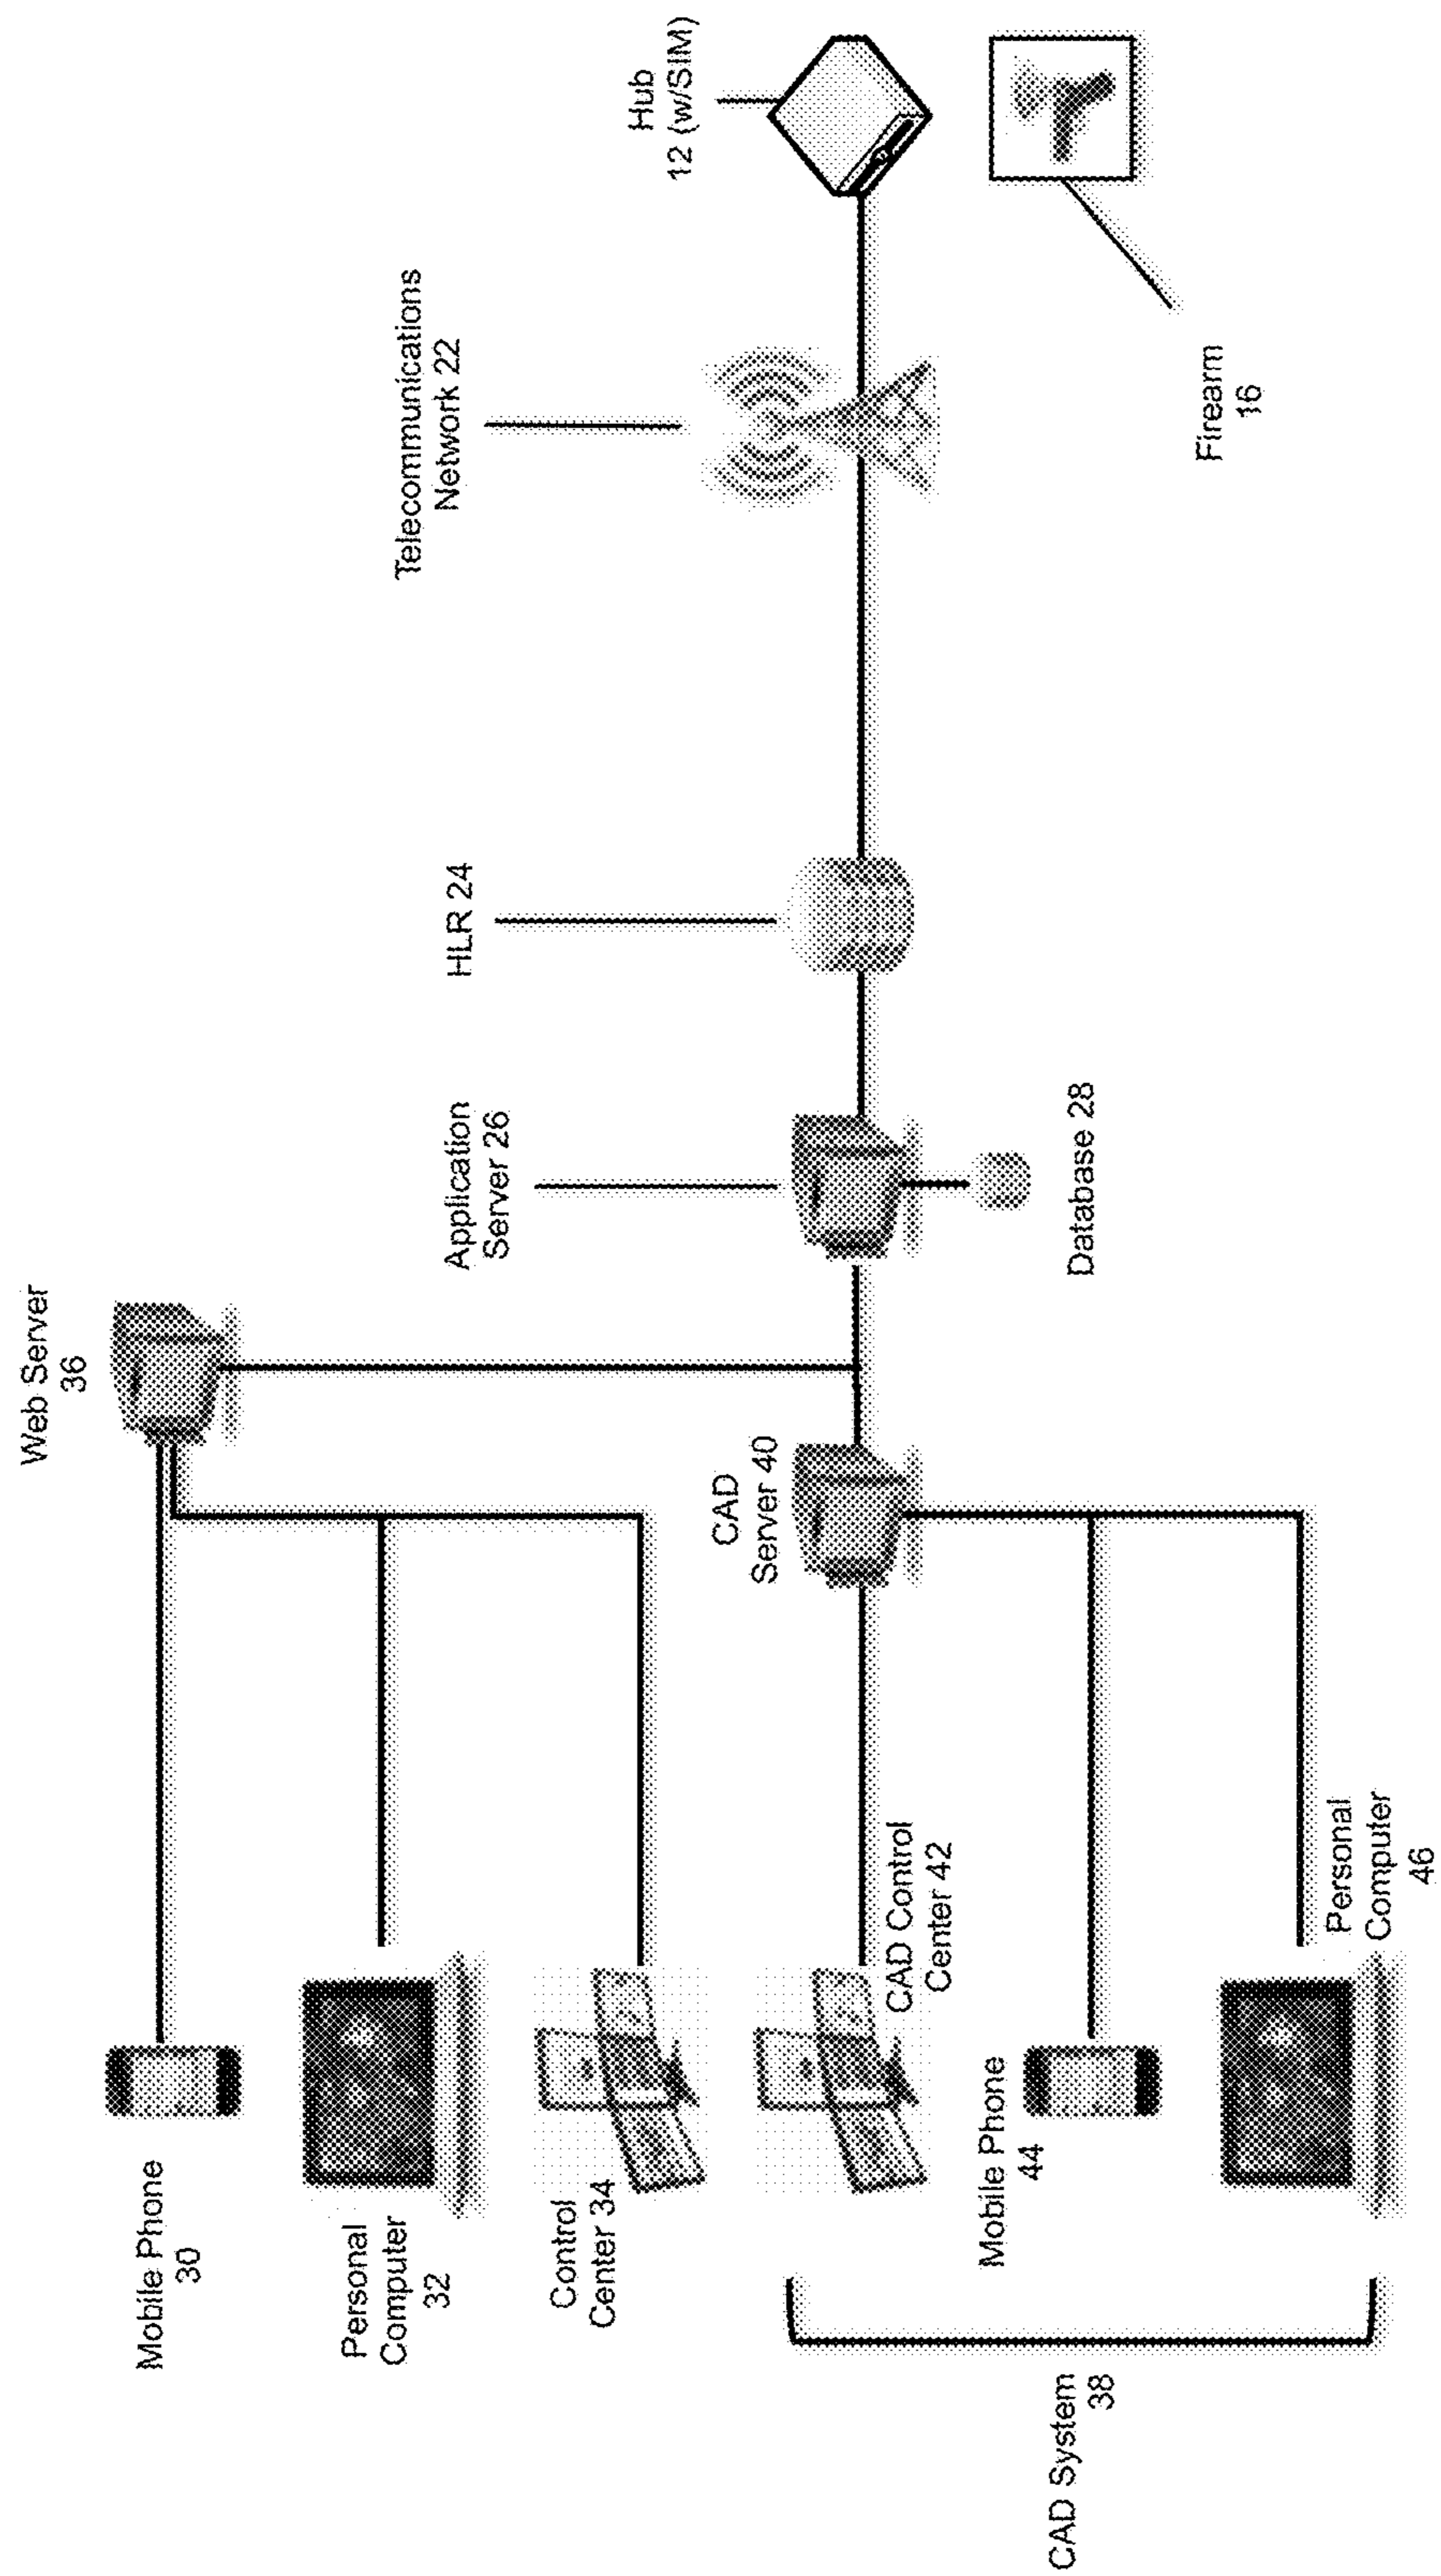 Mobile Phone
30
Personal
Computer
32
Control
Center 34
CAD System
38
Mobile Phone
44
CAD Control
Center 42
Personal
Computer
46
Web Server
36
CAD
Server 40
Application
Server 26
Database 28
HLR 24
Telecommunications
Network 22
Hub
12 (w/SIM)
Firearm
16